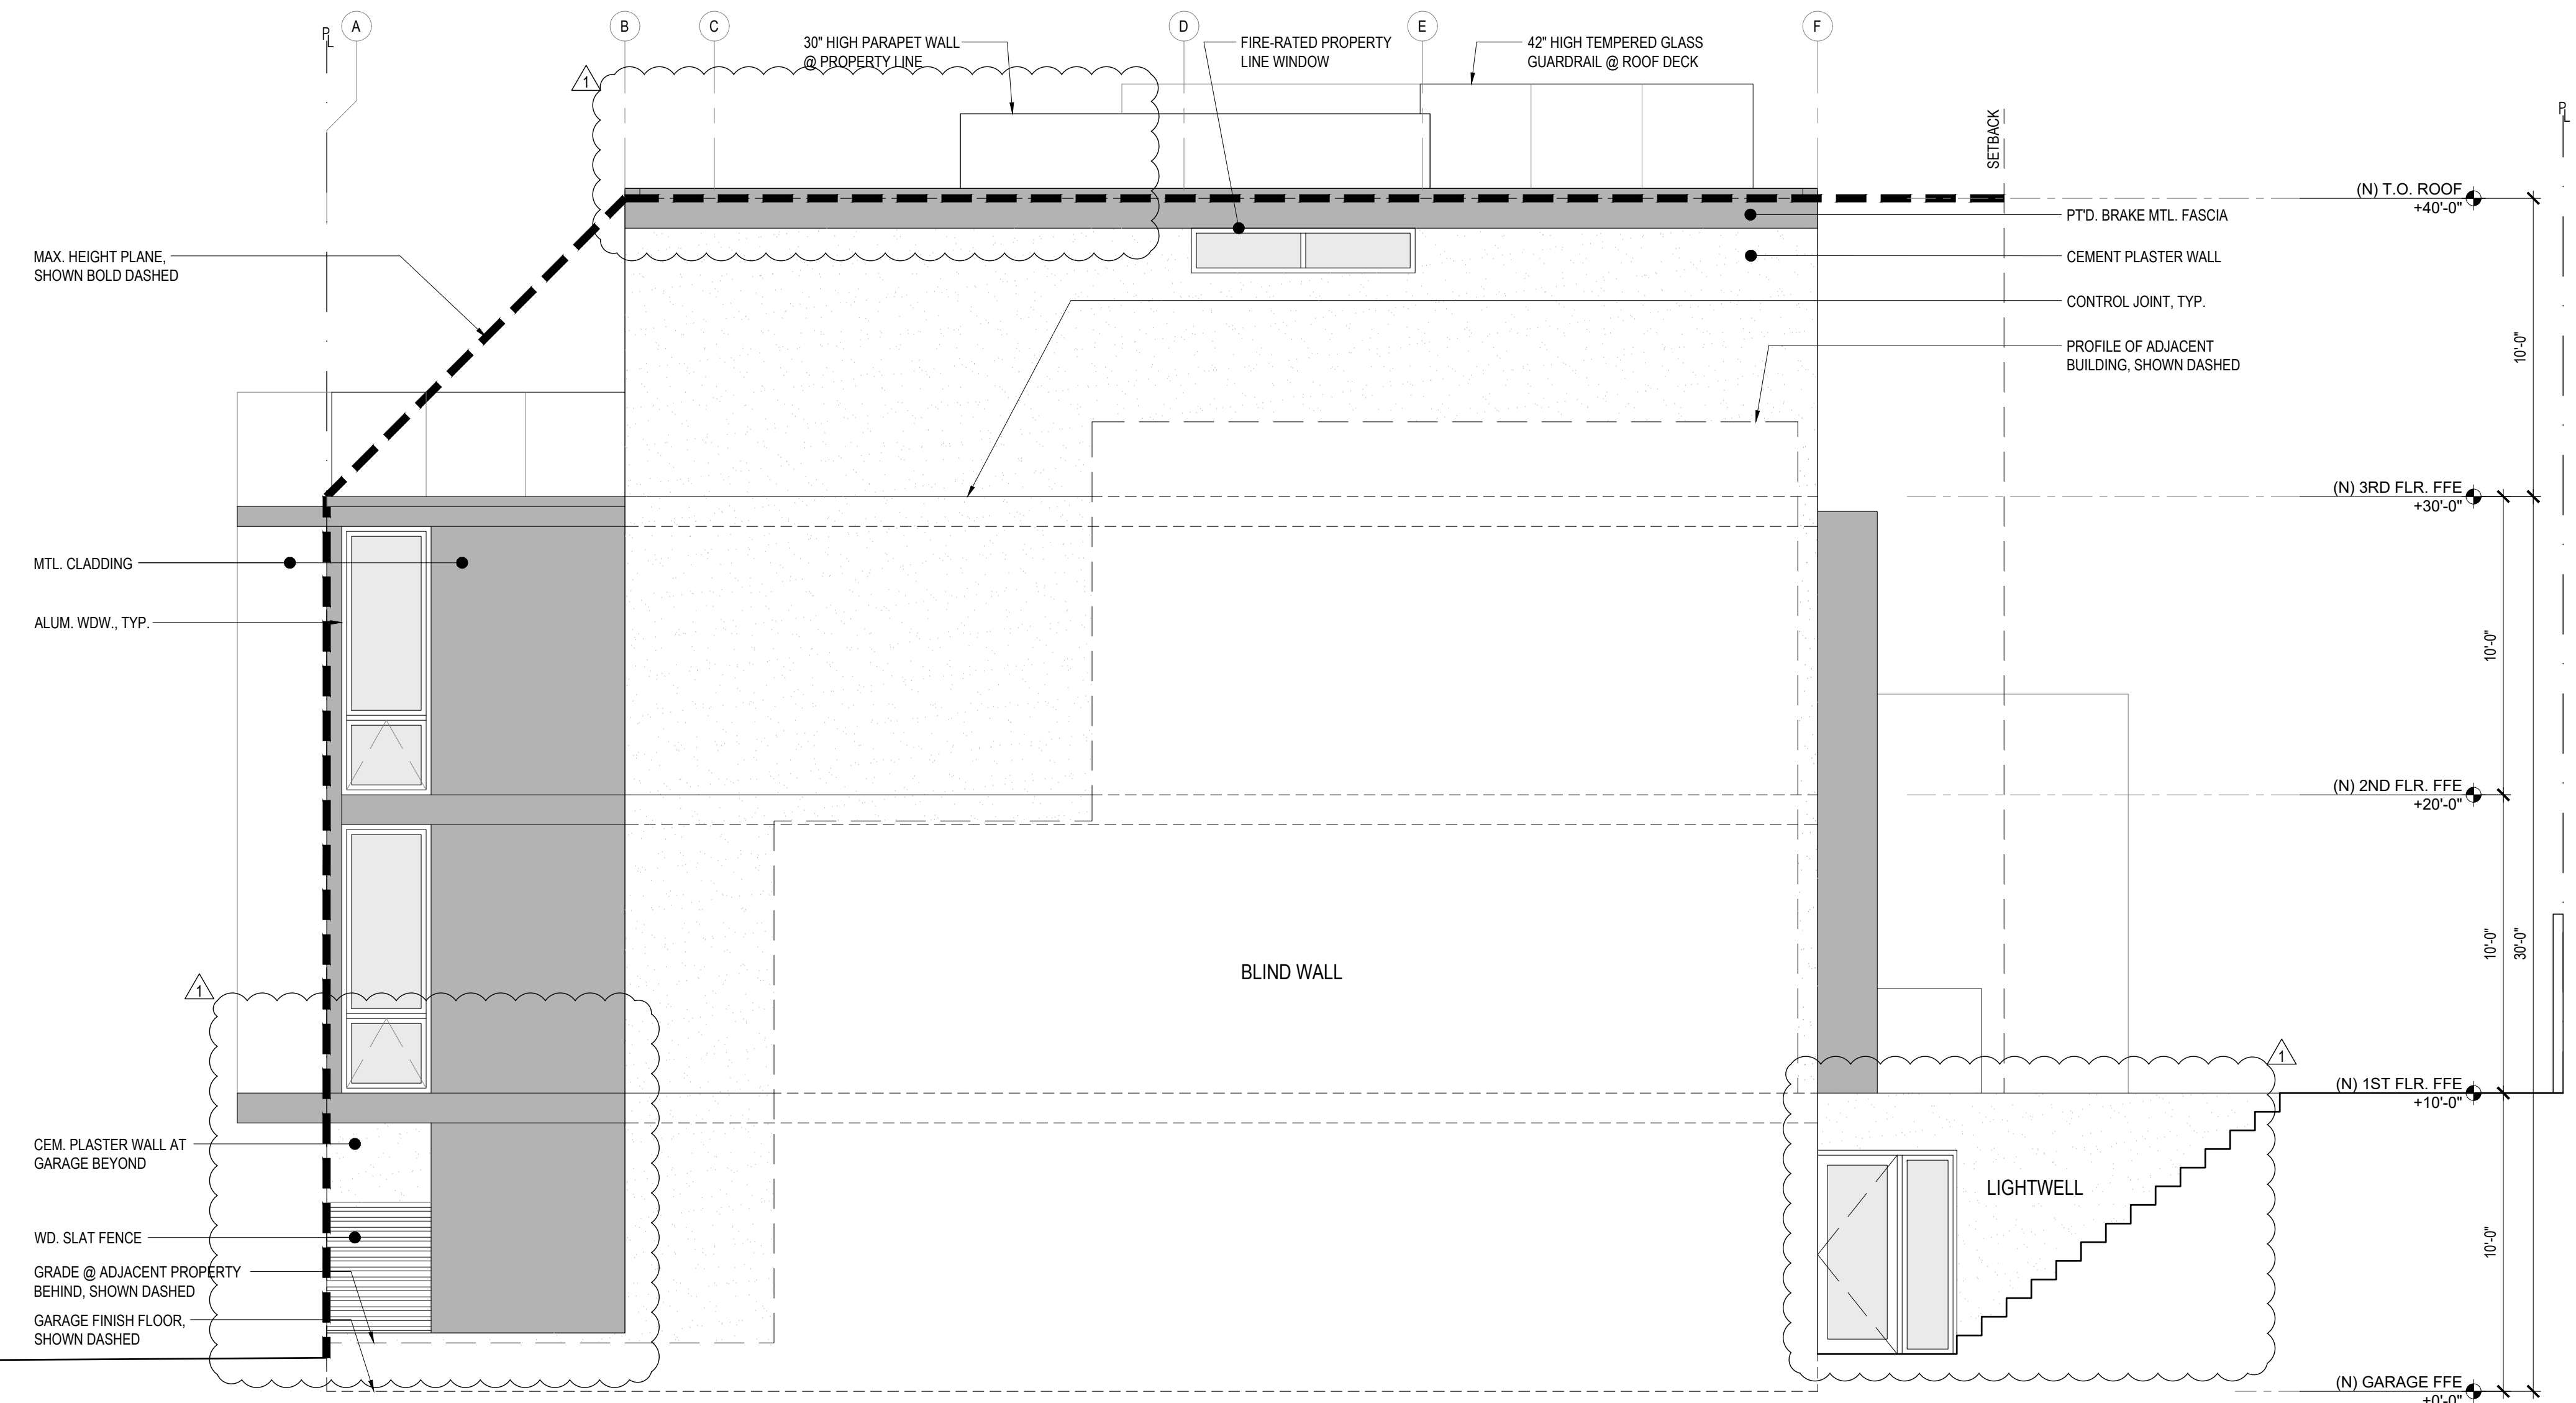 A
B
C
D
E
F
PL
PL
30" HIGH PARAPET WALL
@ PROPERTY LINE
FIRE-RATED PROPERTY
LINE WINDOW
42" HIGH TEMPERED GLASS
GUARDRAIL @ ROOF DECK
1
SETBACK
(N) T.O. ROOF
+40'-0"
PT'D. BRAKE MTL. FASCIA
CEMENT PLASTER WALL
CONTROL JOINT, TYP.
PROFILE OF ADJACENT
BUILDING, SHOWN DASHED
10'-0"
MAX. HEIGHT PLANE,
SHOWN BOLD DASHED
(N) 3RD FLR. FFE
+30'-0"
MTL. CLADDING
ALUM. WDW., TYP.
10'-0"
(N) 2ND FLR. FFE
+20'-0"
10'-0"
30'-0"
BLIND WALL
1
1
(N) 1ST FLR. FFE
+10'-0"
CEM. PLASTER WALL AT
GARAGE BEYOND
LIGHTWELL
WD. SLAT FENCE
10'-0"
GRADE @ ADJACENT PROPERTY
BEHIND, SHOWN DASHED
GARAGE FINISH FLOOR,
SHOWN DASHED
(N) GARAGE FFE
+0'-0"